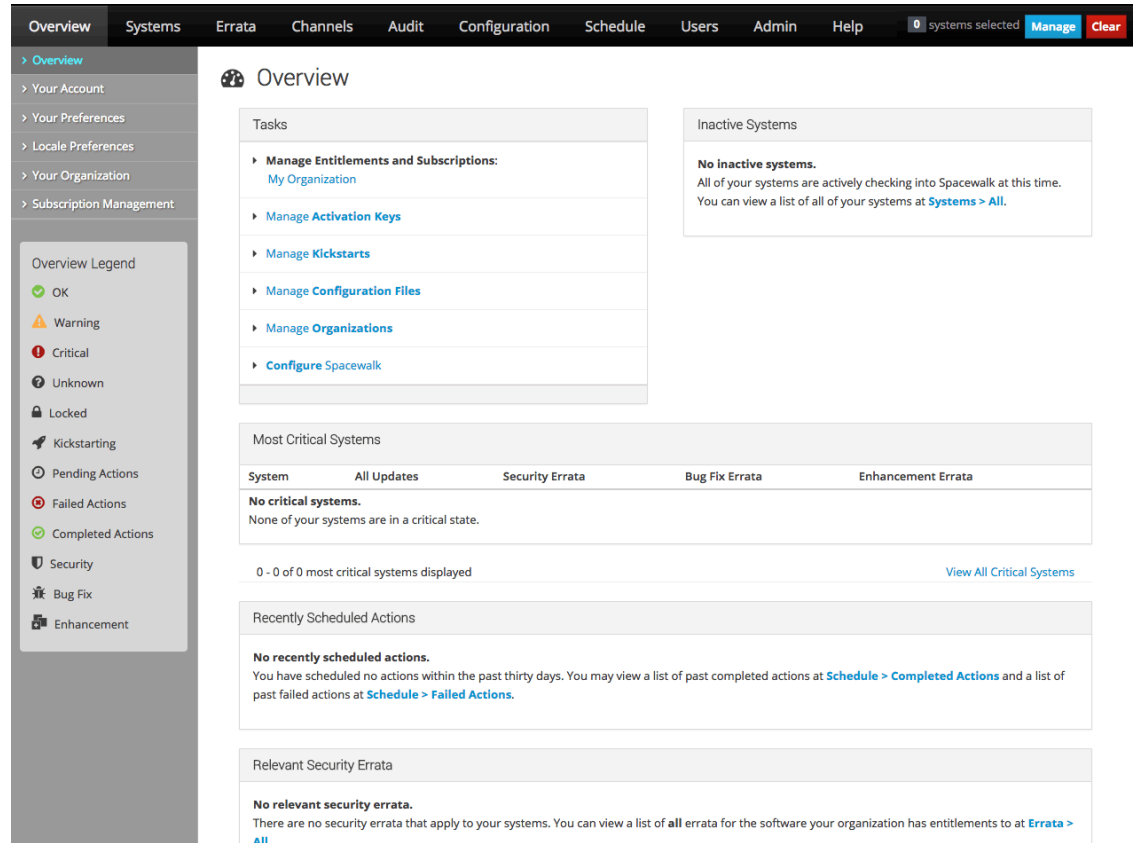 Overview Systems Errata Channels Audit Configuration Schedule Users Admin Help 0 systems selected Manage Clear
Overview
Your Account
Your Preferences
Locale Preferences
Your Organization
Subscription Management
Overview Legend
OK
Warning
Critical
Unknown
Locked
Kickstarting
Pending Actions
Failed Actions
Completed Actions
Security
Bug Fix
Enhancement
Overview
Tasks
Manage Entitlements and Subscriptions:
My Organization
Manage Activation Keys
Manage Kickstarts
Manage Configuration Files
Manage Organizations
Configure Spacewalk
Inactive Systems
No inactive systems.
All of your systems are actively checking into Spacewalk at this time.
You can view a list of all of your systems at Systems > All.
Most Critical Systems
System All Updates Security Errata Bug Fix Errata Enhancement Errata
No critical systems.
None of your systems are in a critical state.
0 - 0 of 0 most critical systems displayed View All Critical Systems
Recently Scheduled Actions
No recently scheduled actions.
You have scheduled no actions within the past thirty days. You may view a list of past completed actions at Schedule > Completed Actions and a list of
past failed actions at Schedule > Failed Actions.
Relevant Security Errata
No relevant security errata.
There are no security errata that apply to your systems. You can view a list of all errata for the software your organization has entitlements to at Errata >
All.